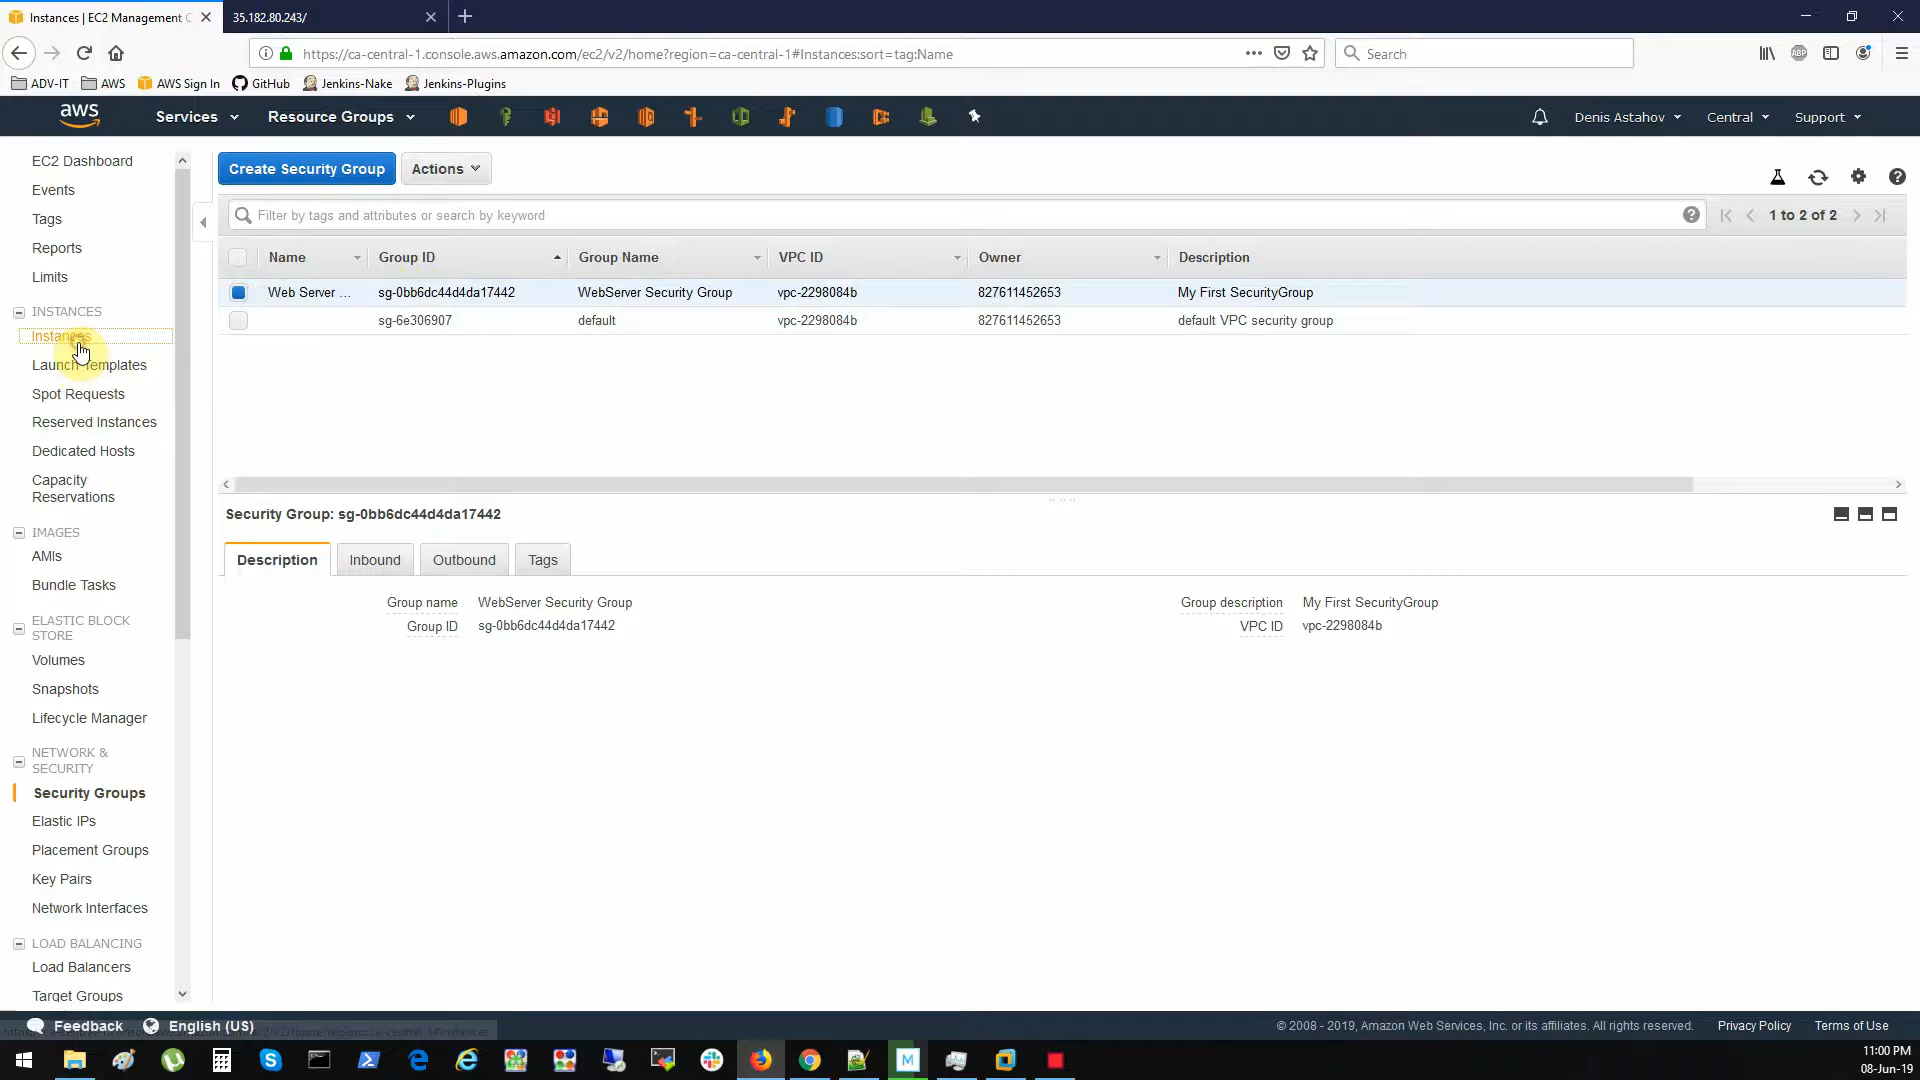 Instances | EC2 Management C
35.182.80.243/
https://ca-central-1.console.aws.amazon.com/ec2/v2/home?region=ca-central-1#Instances:sort=tag:Name
Search
ADV-IT
AWS
AWS Sign In
GitHub
Jenkins-Nake
Jenkins-Plugins
aws
Services
Resource Groups
Denis Astahov
Central
Support
EC2 Dashboard
Events
Tags
Reports
Limits
INSTANCES
Instances
Launch Templates
Spot Requests
Reserved Instances
Dedicated Hosts
Capacity
Reservations
IMAGES
AMIs
Bundle Tasks
ELASTIC BLOCK
STORE
Volumes
Snapshots
Lifecycle Manager
NETWORK &
SECURITY
Security Groups
Elastic IPs
Placement Groups
Key Pairs
Network Interfaces
LOAD BALANCING
Load Balancers
Target Groups
Create Security Group
Actions
Filter by tags and attributes or search by keyword
1 to 2 of 2
Name Group ID Group Name VPC ID Owner Description
Web Server ... sg-0bb6dc44d4da17442 WebServer Security Group vpc-2298084b 827611452653 My First SecurityGroup
sg-6e306907 default vpc-2298084b 827611452653 default VPC security group
Security Group: sg-0bb6dc44d4da17442
Description Inbound Outbound Tags
Group name WebServer Security Group
Group ID sg-0bb6dc44d4da17442
Group description My First SecurityGroup
VPC ID vpc-2298084b
Feedback
English (US)
© 2008 - 2019, Amazon Web Services, Inc. or its affiliates. All rights reserved.
Privacy Policy
Terms of Use
11:00 PM
08-Jun-19